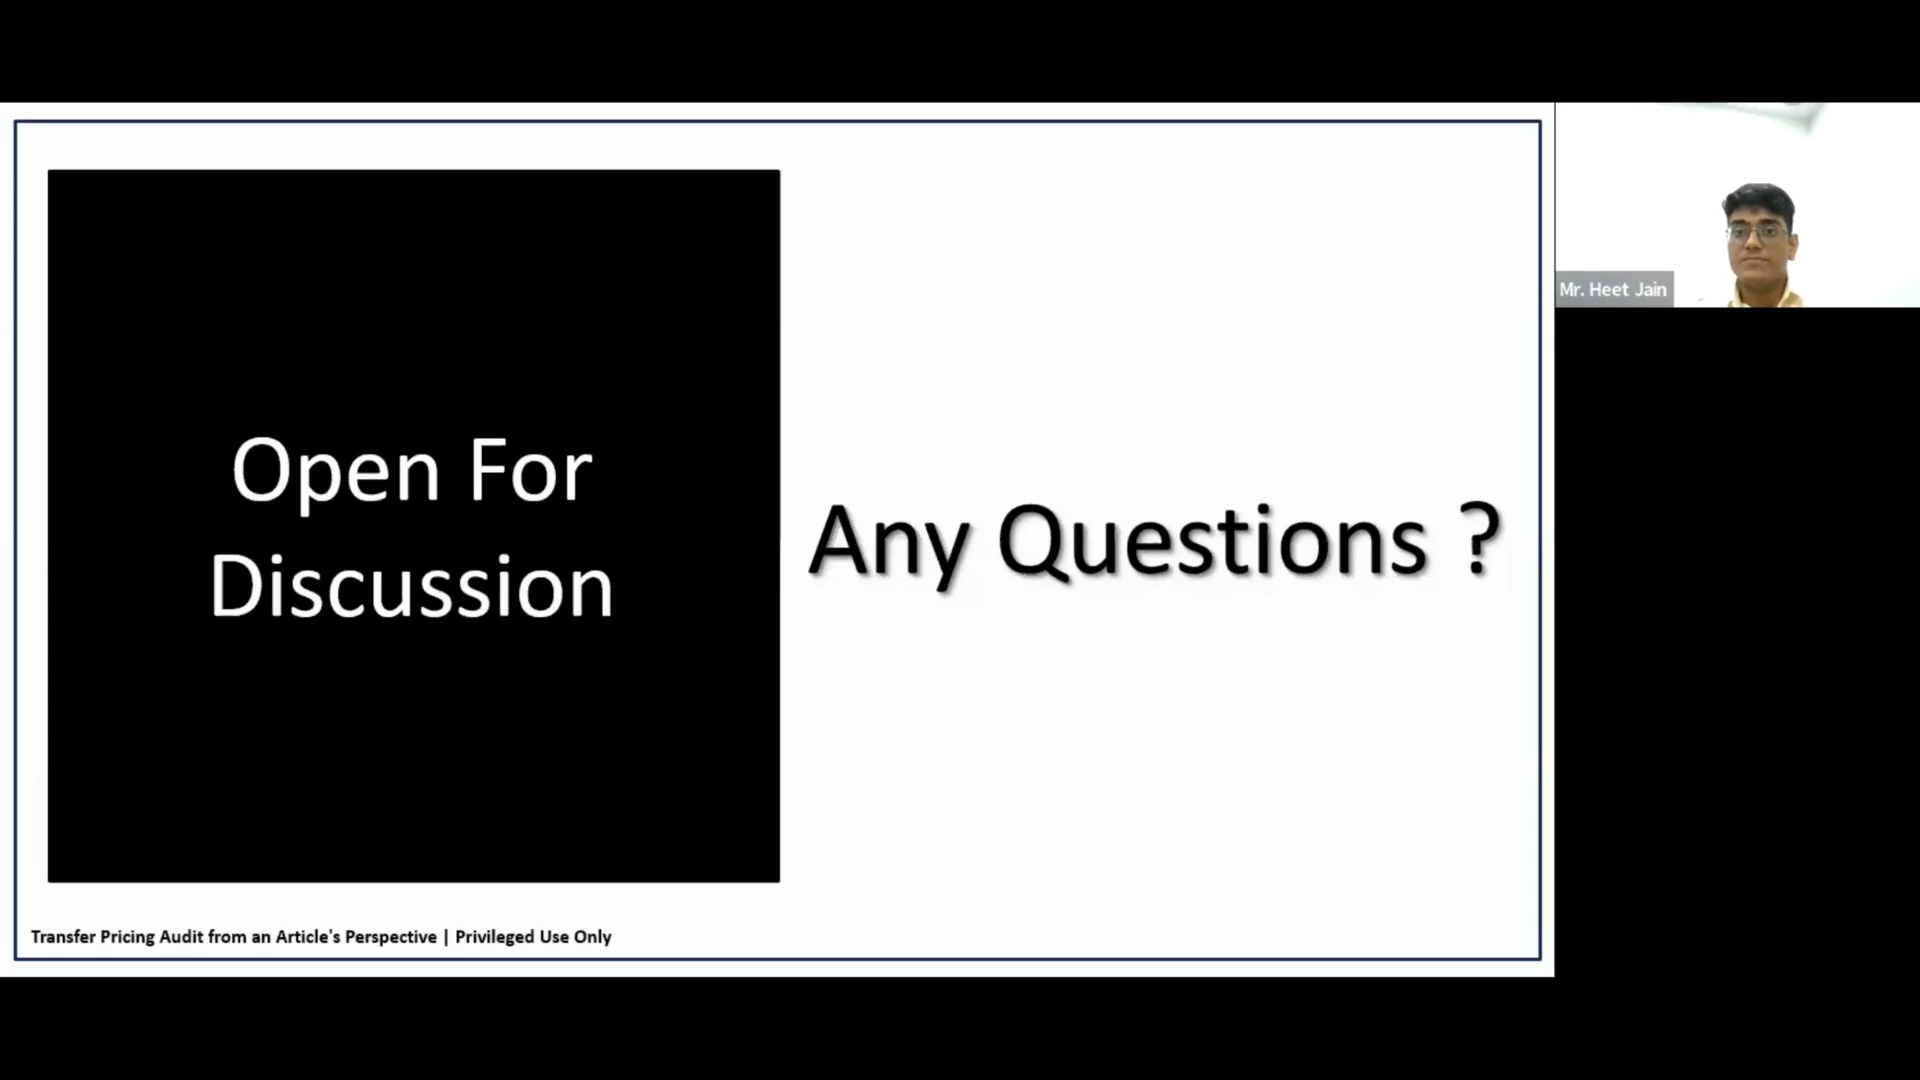 Open For
Discussion
Any Questions ?
Mr. Heet Jain
Transfer Pricing Audit from an Article's Perspective | Privileged Use Only